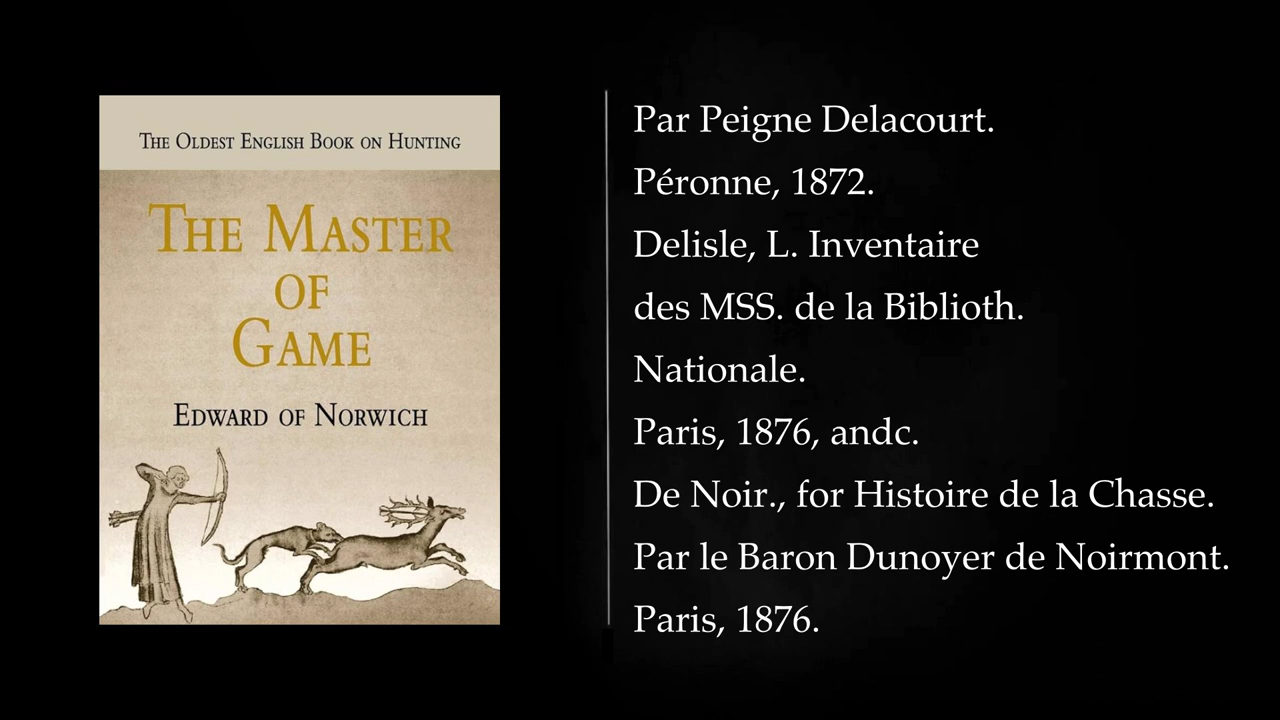 The Oldest English Book on Hunting
The Master
of
Game
Edward of Norwich
Par Peigne Delacourt.
Péronne, 1872.
Delisle, L. Inventaire
des MSS. de la Biblioth.
Nationale.
Paris, 1876, andc.
De Noir., for Histoire de la Chasse.
Par le Baron Dunoyer de Noirmont.
Paris, 1876.